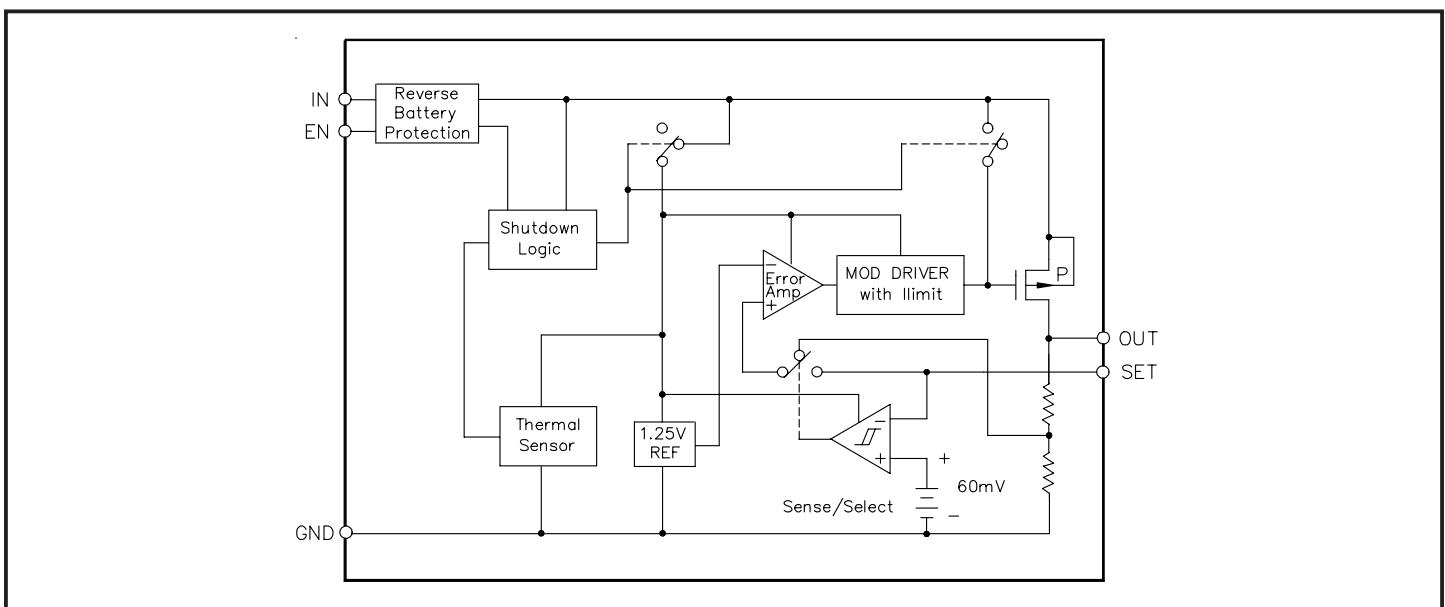 IN
EN
Reverse
Battery
Protection
Shutdown
Logic
Error
Amp
−
+
MOD DRIVER
with Ilimit
P
OUT
SET
Thermal
Sensor
1.25V
REF
−
+
+
60mV
−
Sense/Select
GND